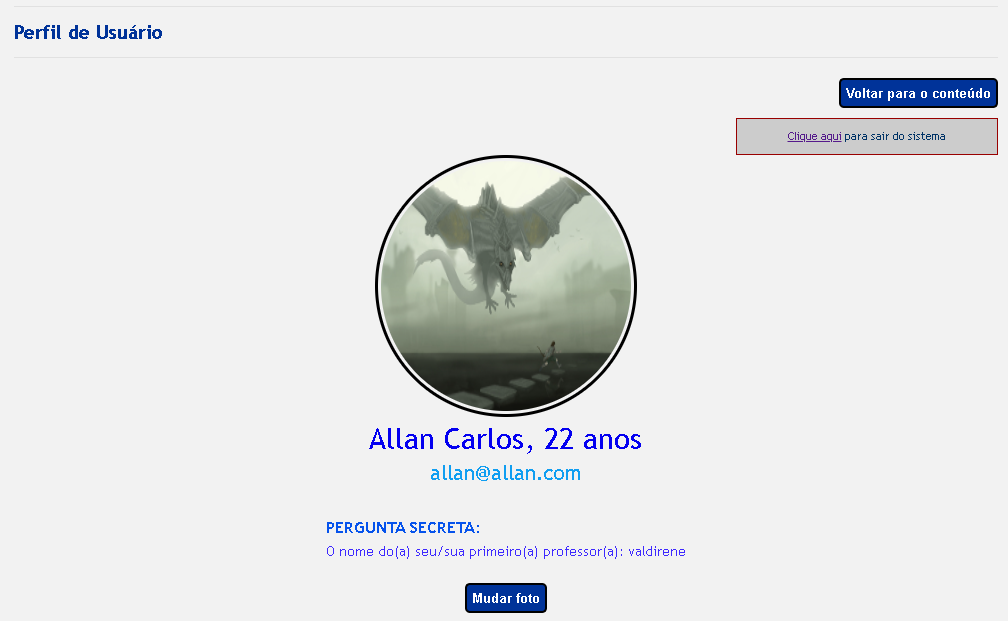 Perfil de Usuário
Voltar para o conteúdo
Clique aqui para sair do sistema
Allan Carlos, 22 anos
allan@allan.com
PERGUNTA SECRETA:
O nome do(a) seu/sua primeiro(a) professor(a): valdirene
Mudar foto